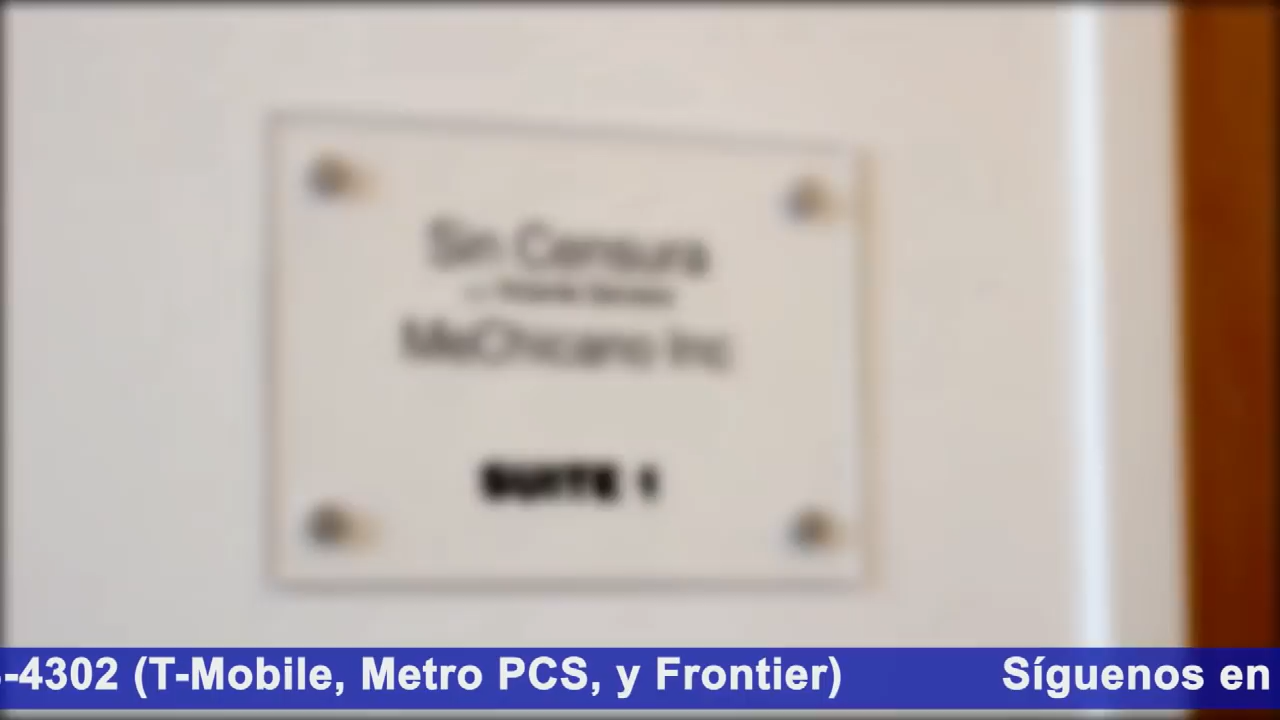 Sin Censura
MeChicano Inc
SUITE 1
-4302 (T-Mobile, Metro PCS, y Frontier) Síguenos en